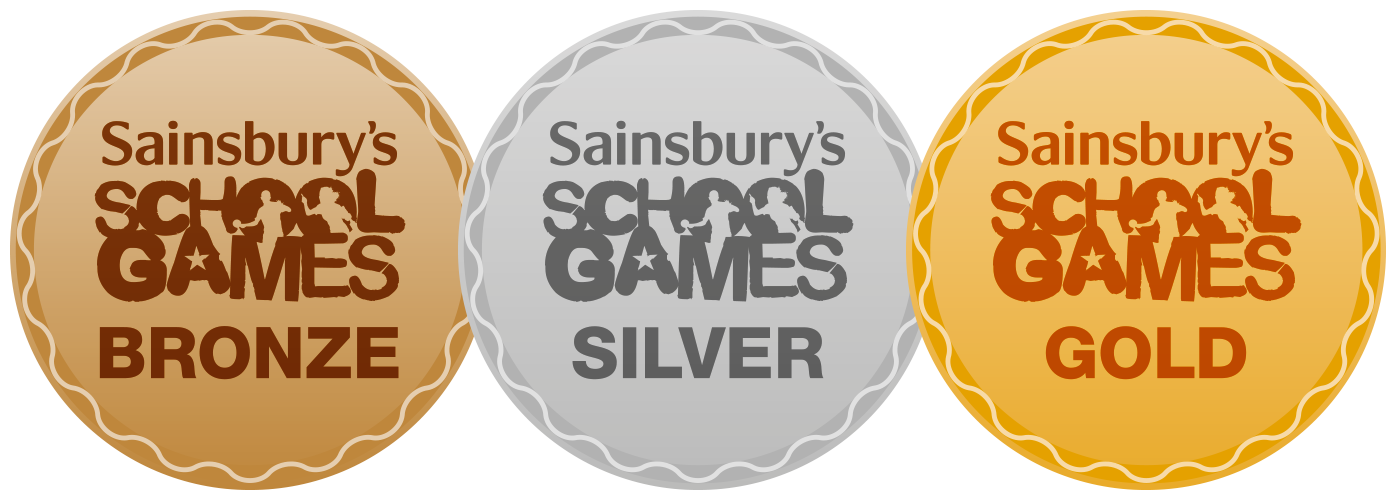 Sainsbury's
SCHOOL
GAMES
BRONZE
Sainsbury's
SCHOOL
GAMES
SILVER
Sainsbury's
SCHOOL
GAMES
GOLD